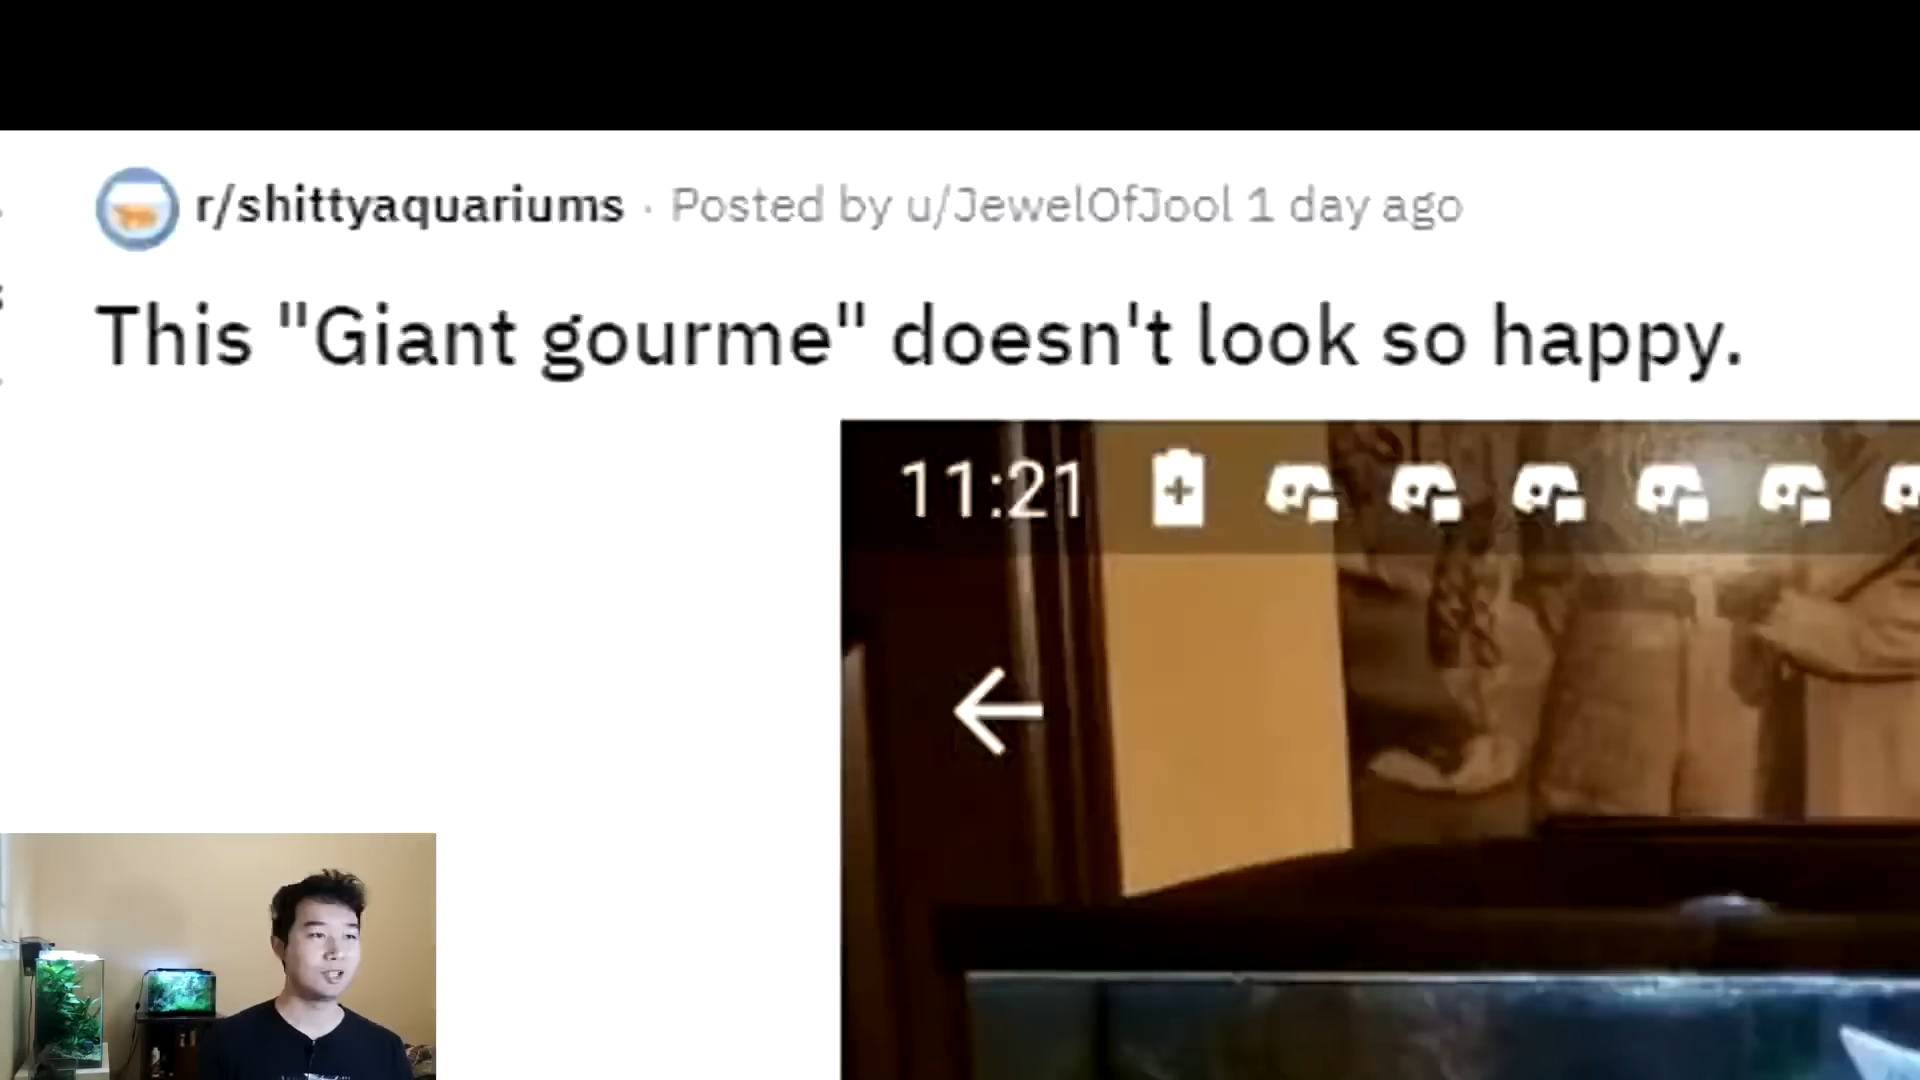 r/shittyaquariums · Posted by u/JewelOfJool 1 day ago
This "Giant gourme" doesn't look so happy.
11:21